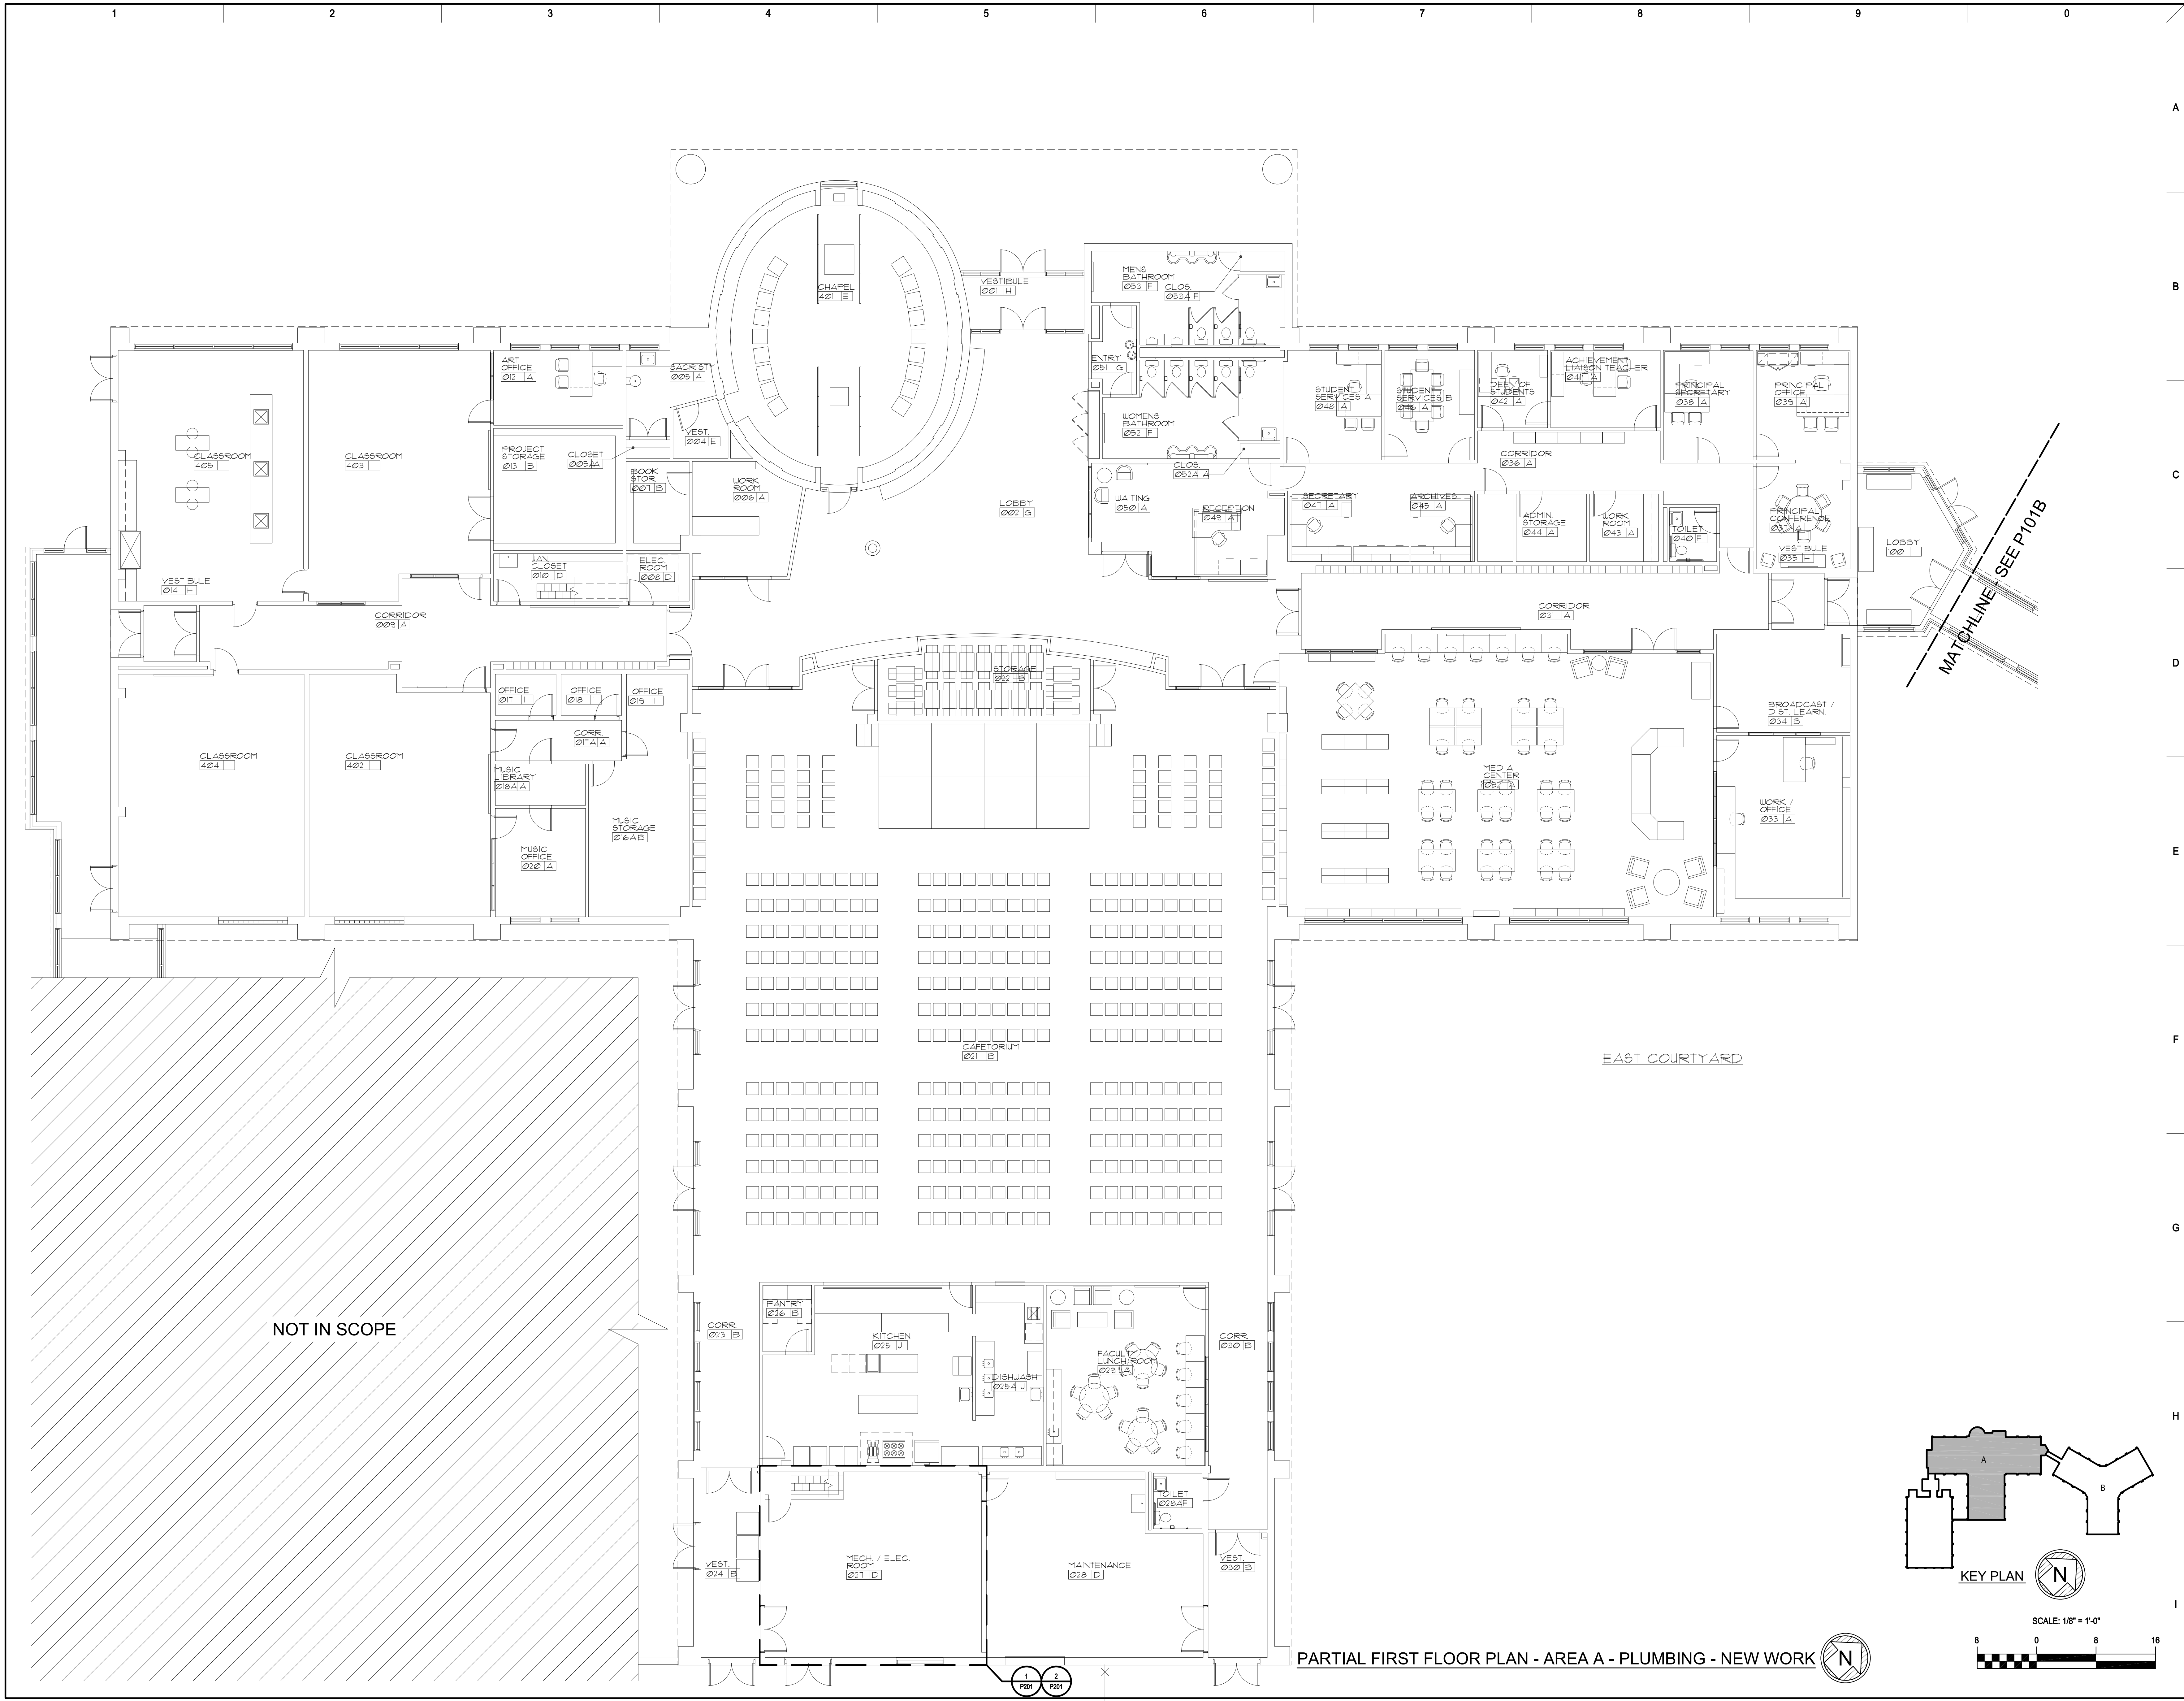 1 2 3 4 5 6 7 8 9 0
A
B
C
D
E
F
G
H
I
CHAPEL
401 E
VESTIBULE
001 H
MENS
BATHROOM
053 F
CLOS.
053A F
ENTRY
051 G
WOMENS
BATHROOM
052 F
CLOS.
052A A
ART
OFFICE
012 A
SACRISTY
005 A
VEST.
004 E
PROJECT
STORAGE
013 B
CLOSET
005A A
BOOK
STOR.
007 B
WORK
ROOM
006 A
CLASSROOM
405
CLASSROOM
403
LOBBY
002 G
WAITING
050 A
RECEPTION
049 A
STUDENT
SERVICES A
048 A
STUDENT
SERVICES B
046 A
DEEN OF
STUDENTS
042 A
ACHIEVEMENT
LIAISON TEACHER
041 A
PRINCIPAL
SECRETARY
038 A
PRINCIPAL
OFFICE
039 A
CORRIDOR
036 A
SECRETARY
047 A
ARCHIVES
045 A
ADMIN.
STORAGE
044 A
WORK
ROOM
043 A
TOILET
040 F
PRINCIPAL
CONFERENCE
037 A
VESTIBULE
035 H
LOBBY
100
MATCHLINE - SEE P101B
JAN.
CLOSET
010 D
ELEC.
ROOM
008 D
VESTIBULE
014 H
CORRIDOR
009 A
CORRIDOR
031 A
STORAGE
022 B
OFFICE
017 I
OFFICE
018 I
OFFICE
019 I
CORR.
017A A
CLASSROOM
404
CLASSROOM
402
MUSIC
LIBRARY
018A A
MUSIC
STORAGE
016A B
MUSIC
OFFICE
020 A
MEDIA
CENTER
032 A
BROADCAST /
DIST. LEARN.
034 B
WORK /
OFFICE
033 A
CAFETORIUM
021 B
EAST COURTYARD
NOT IN SCOPE
PANTRY
026 B
CORR.
023 B
KITCHEN
025 J
DISHWASH
025A J
FACULTY
LUNCH ROOM
029 A
CORR.
030 B
TOILET
028A F
VEST.
024 B
MECH. / ELEC.
ROOM
027 D
MAINTENANCE
028 D
VEST.
030 B
1
P201
2
P201
PARTIAL FIRST FLOOR PLAN - AREA A - PLUMBING - NEW WORK
N
A
B
KEY PLAN
N
SCALE: 1/8" = 1'-0"
8 0 8 16